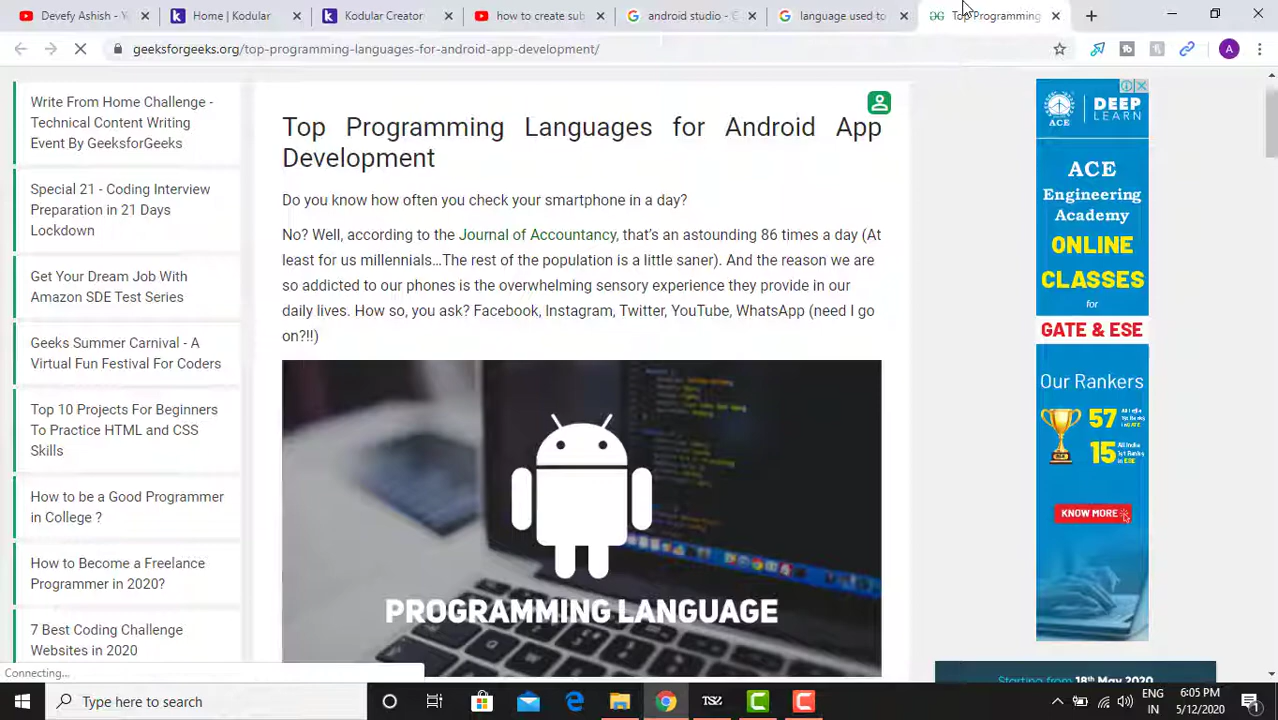 Devefy Ashish - Y
Home | Kodular
Kodular Creator
how to create sub
android studio - G
language used to
Top Programming
geeksforgeeks.org/top-programming-languages-for-android-app-development/
A
Write From Home Challenge -
Technical Content Writing
Event By GeeksforGeeks
Special 21 - Coding Interview
Preparation in 21 Days
Lockdown
Get Your Dream Job With
Amazon SDE Test Series
Geeks Summer Carnival - A
Virtual Fun Festival For Coders
Top 10 Projects For Beginners
To Practice HTML and CSS
Skills
How to be a Good Programmer
in College ?
How to Become a Freelance
Programmer in 2020?
7 Best Coding Challenge
Websites in 2020
Connecting...
Top Programming Languages for Android App
Development
Do you know how often you check your smartphone in a day?
No? Well, according to the Journal of Accountancy, that's an astounding 86 times a day (At
least for us millennials…The rest of the population is a little saner). And the reason we are
so addicted to our phones is the overwhelming sensory experience they provide in our
daily lives. How so, you ask? Facebook, Instagram, Twitter, YouTube, WhatsApp (need I go
on?!!)
PROGRAMMING LANGUAGE
ACE
DEEP
LEARN
ACE
Engineering
Academy
ONLINE
CLASSES
for
GATE & ESE
Our Rankers
57
15
KNOW MORE
Starting from 18th May 2020
Type here to search
ENG
IN
6:05 PM
5/12/2020
1